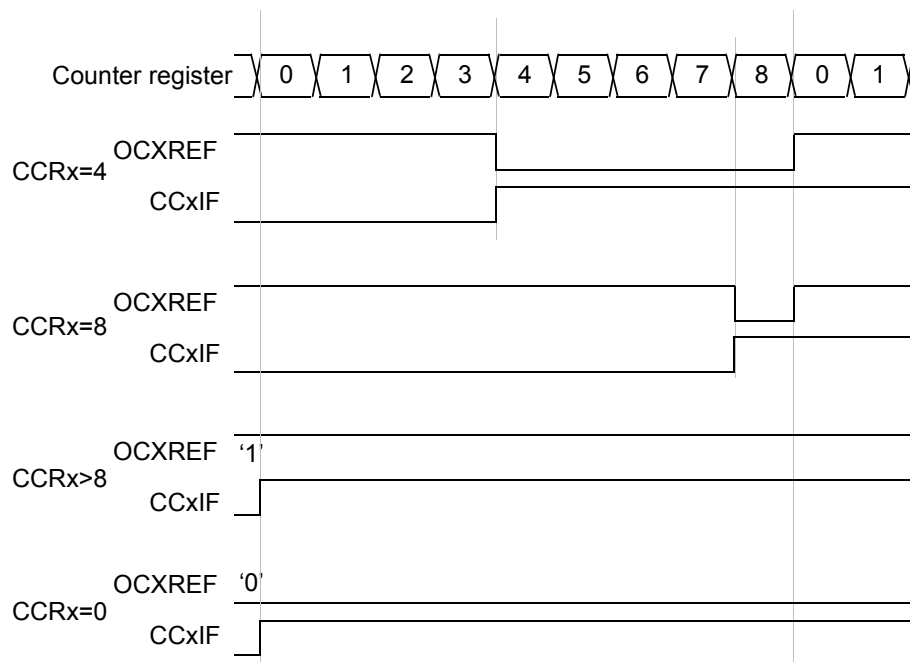 Counter register 0 1 2 3 4 5 6 7 8 0 1
OCXREF
CCRx=4
CCxIF
OCXREF
CCRx=8
CCxIF
OCXREF ‘1’
CCRx>8
CCxIF
OCXREF ‘0’
CCRx=0
CCxIF